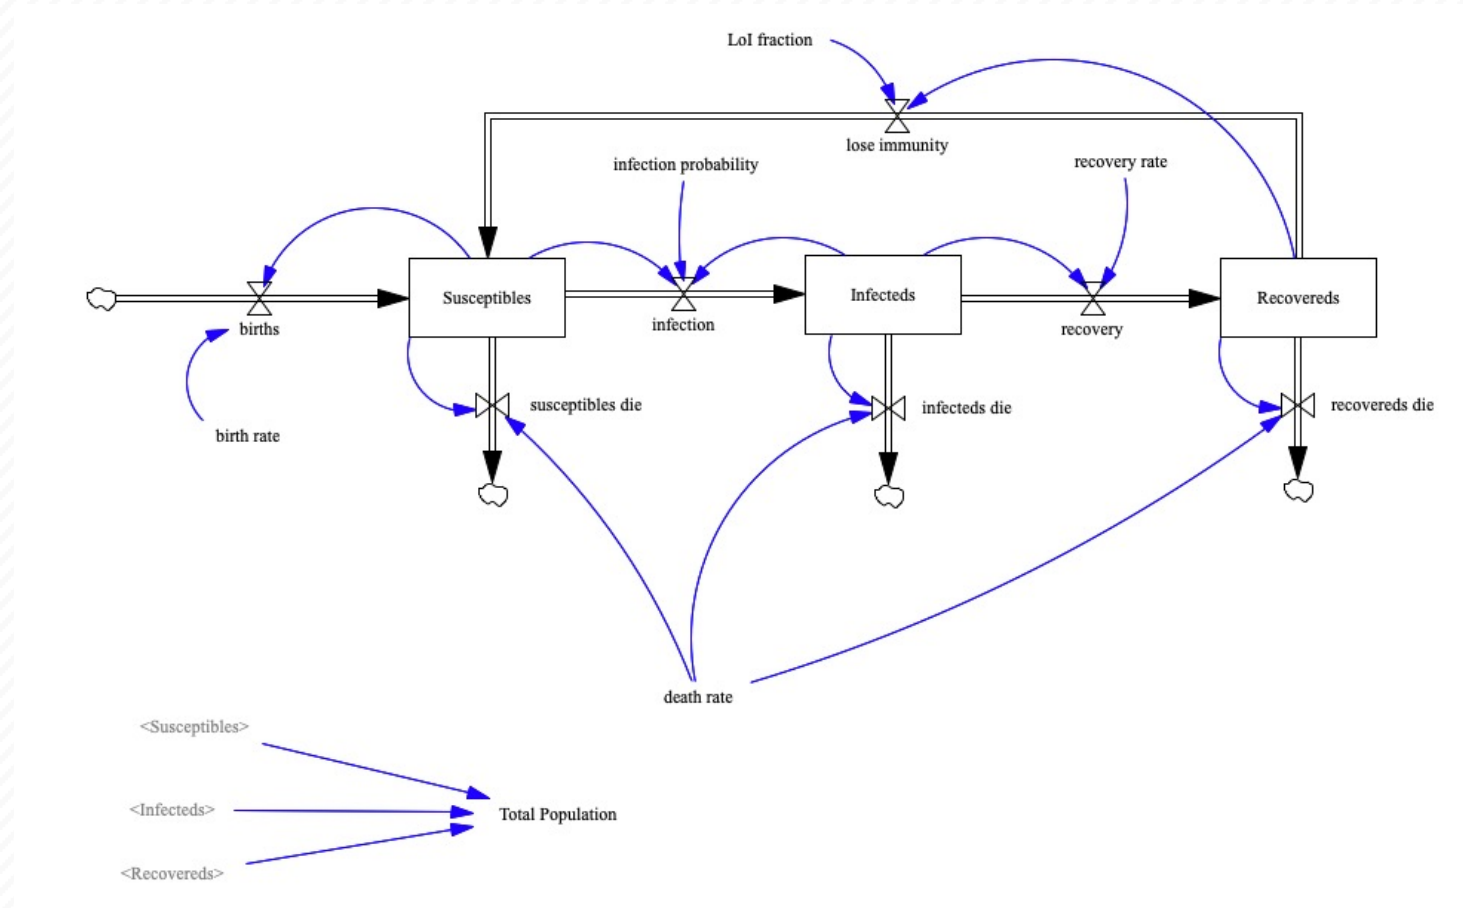 LoI fraction
lose immunity
infection probability
recovery rate
Susceptibles
Infecteds
Recovereds
births
infection
recovery
susceptibles die
infecteds die
recovereds die
birth rate
death rate
<Susceptibles>
<Infecteds>
Total Population
<Recovereds>